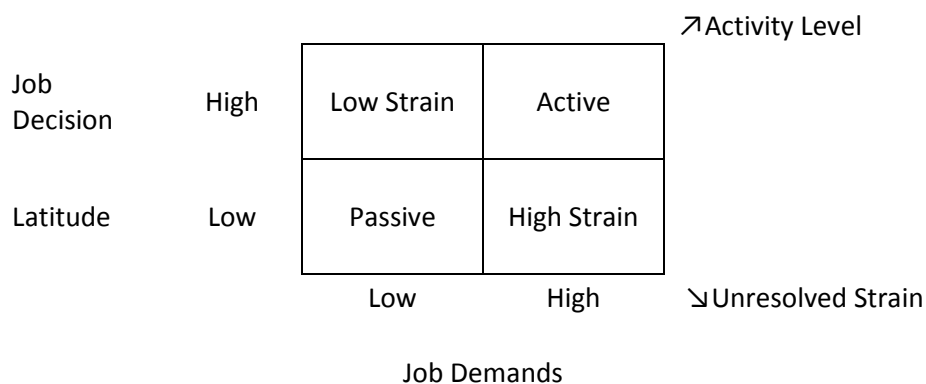 ↗Activity Level
Job
Decision
High
Low Strain
Active
Latitude
Low
Passive
High Strain
Low
High
↘Unresolved Strain
Job Demands